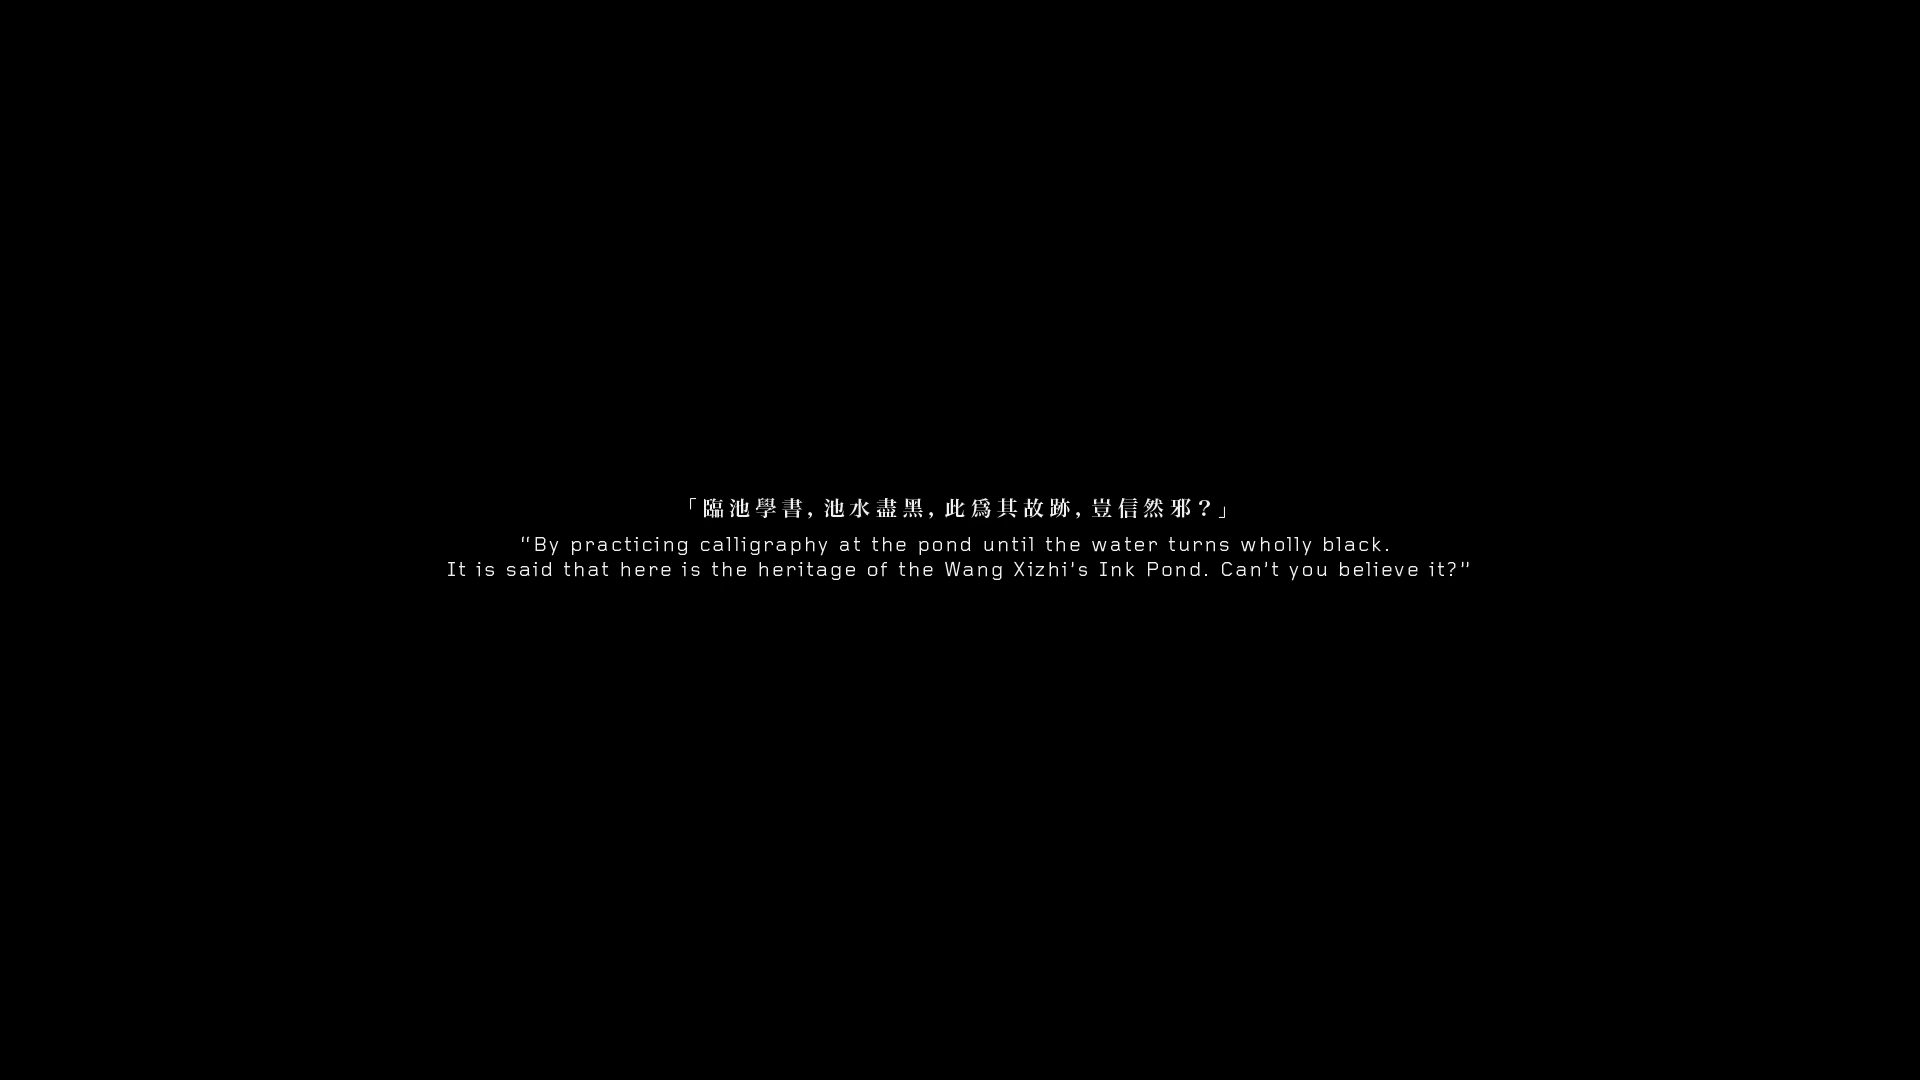 「臨池學書,池水盡黑,此爲其故跡,豈信然邪?」
“By practicing calligraphy at the pond until the water turns wholly black.
It is said that here is the heritage of the Wang Xizhi's Ink Pond. Can't you believe it?"